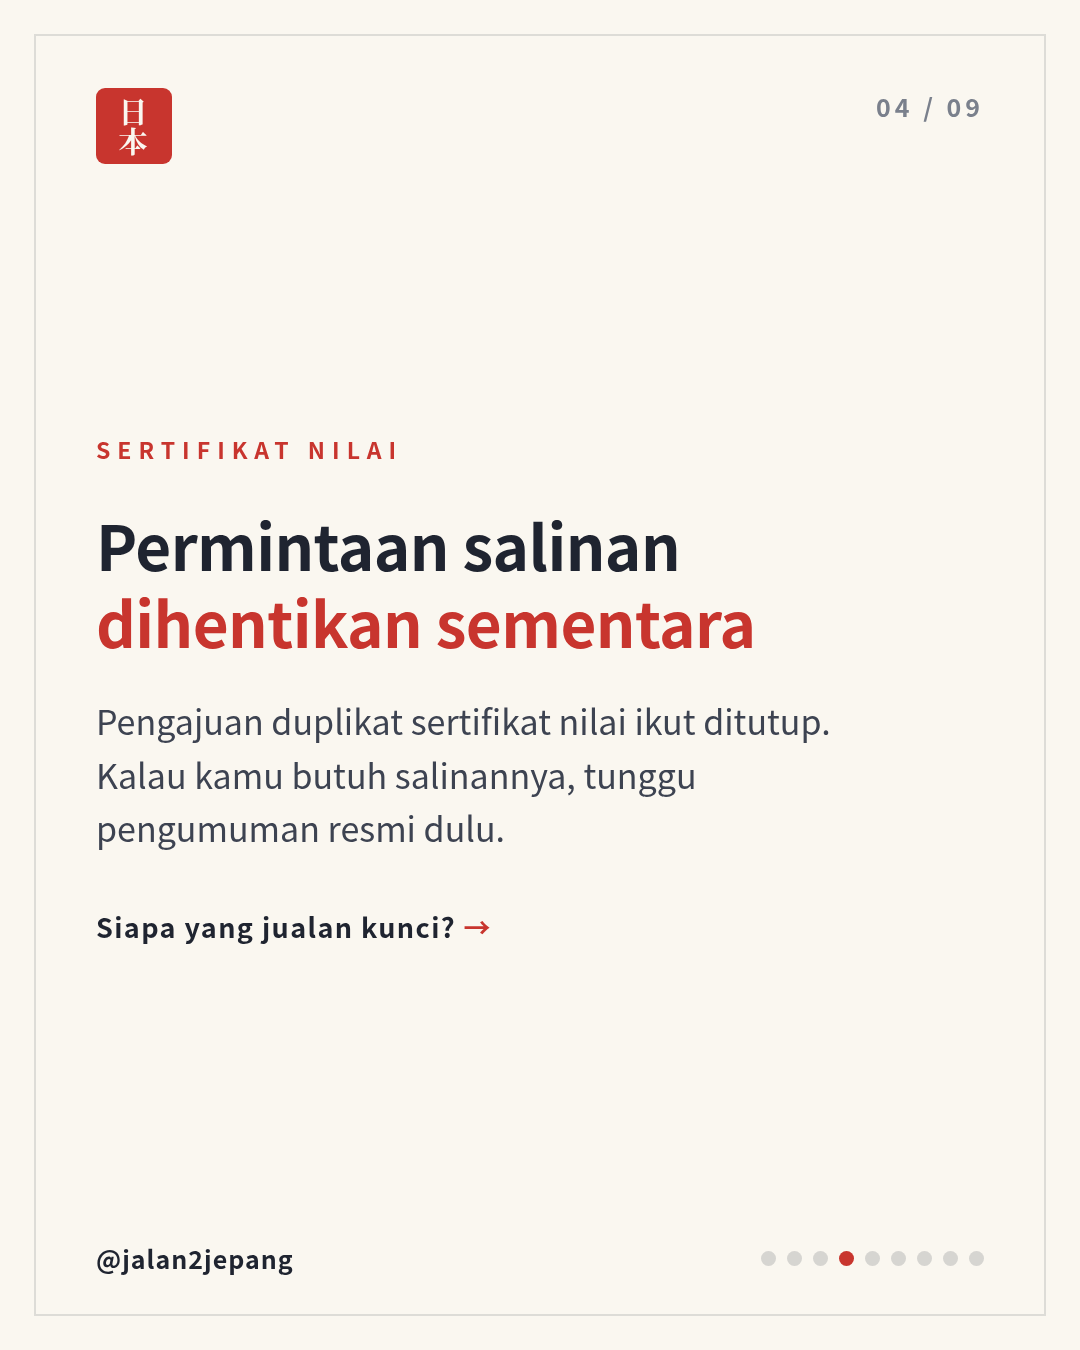 日
本
04 / 09
SERTIFIKAT NILAI
Permintaan salinan
dihentikan sementara
Pengajuan duplikat sertifikat nilai ikut ditutup.
Kalau kamu butuh salinannya, tunggu
pengumuman resmi dulu.
Siapa yang jualan kunci? →
@jalan2jepang